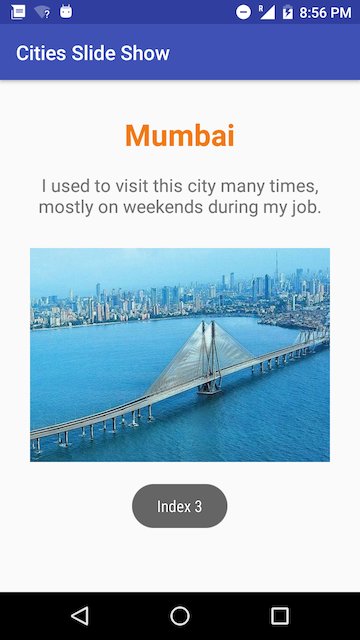 8:56 PM
Cities Slide Show
Mumbai
I used to visit this city many times,
mostly on weekends during my job.
Index 3